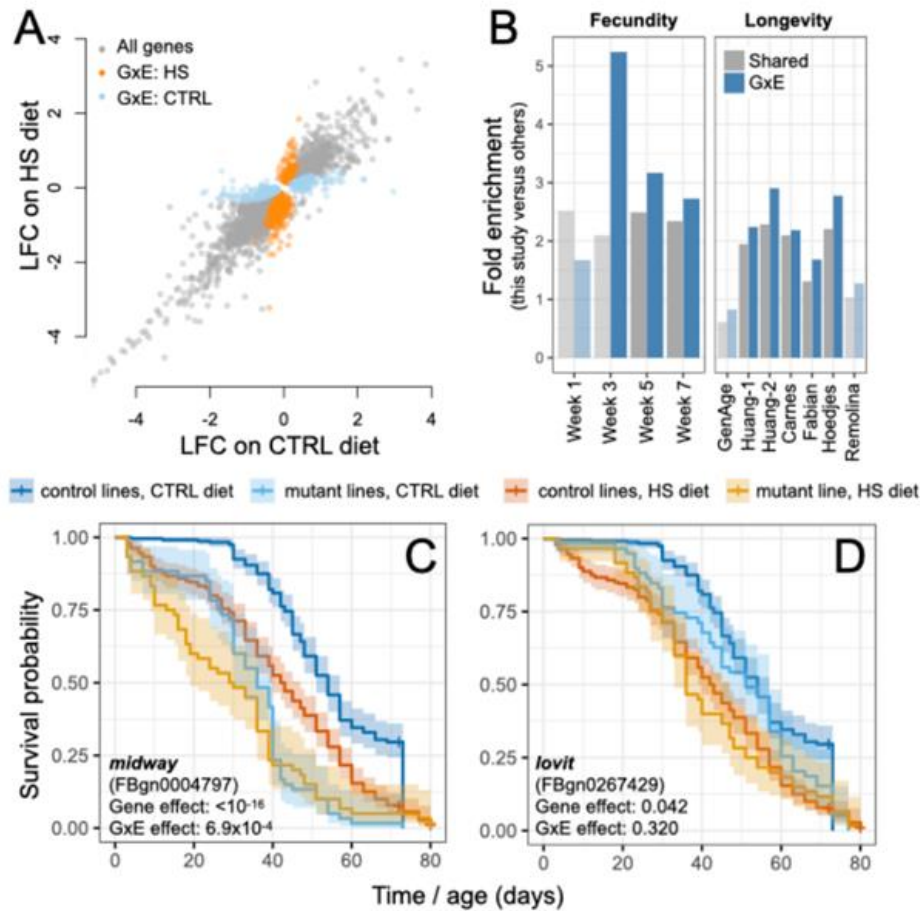 A
All genes
GxE: HS
GxE: CTRL
LFC on HS diet
4
2
0
-2
-4
-4
-2
0
2
4
LFC on CTRL diet
B
Fecundity
Longevity
Shared
GxE
Fold enrichment
(this study versus others)
5
4
3
2
1
0
Week 1
Week 3
Week 5
Week 7
GenAge
Huang-1
Huang-2
Carnes
Fabian
Hoedjes
Remolina
control lines, CTRL diet
mutant lines, CTRL diet
control lines, HS diet
mutant line, HS diet
C
Survival probability
1.00
0.75
0.50
0.25
0.00
midway
(FBgn0004797)
Gene effect: <10-16
GxE effect: 6.9x10-4
0
20
40
60
80
D
1.00
0.75
0.50
0.25
0.00
lovit
(FBgn0267429)
Gene effect: 0.042
GxE effect: 0.320
0
20
40
60
80
Time / age (days)